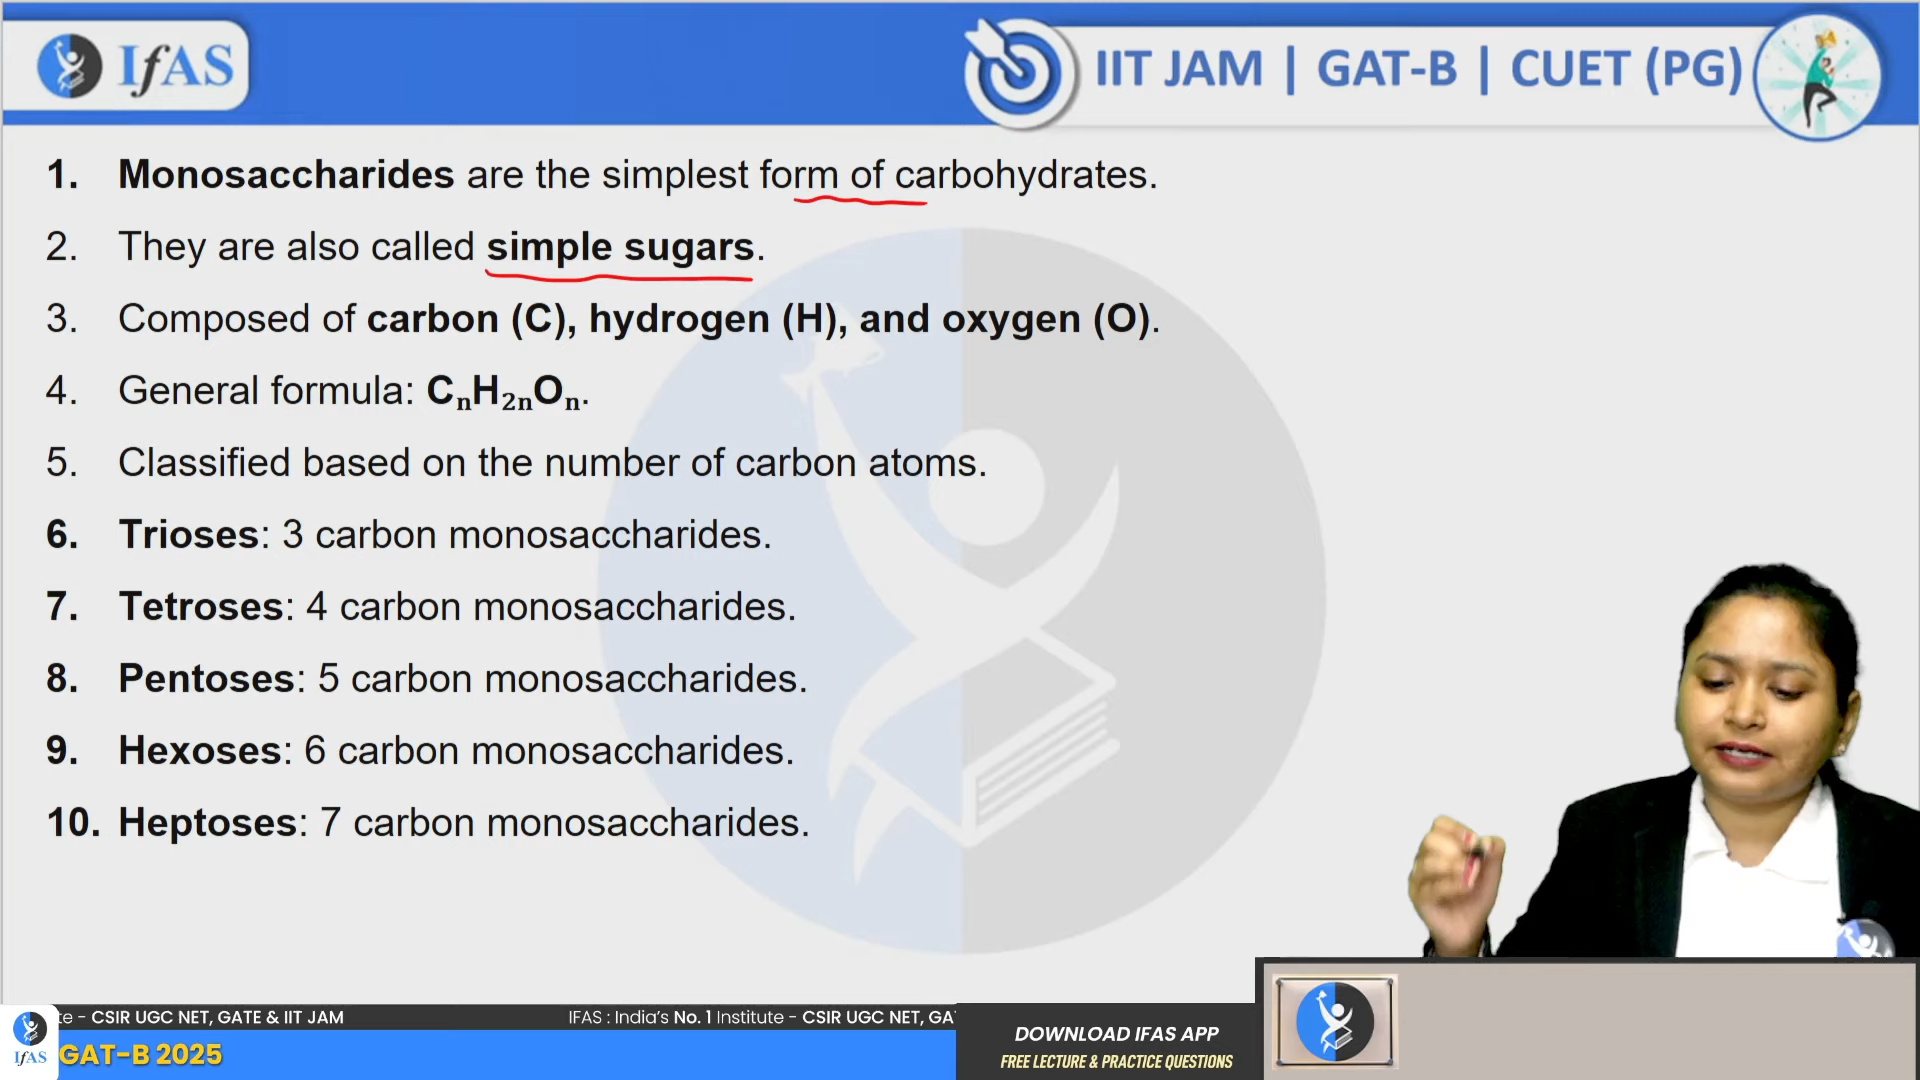 IfAS
IIT JAM | GAT-B | CUET (PG)
1. Monosaccharides are the simplest form of carbohydrates.
2. They are also called simple sugars.
3. Composed of carbon (C), hydrogen (H), and oxygen (O).
4. General formula: CₙH₂ₙOₙ.
5. Classified based on the number of carbon atoms.
6. Trioses: 3 carbon monosaccharides.
7. Tetroses: 4 carbon monosaccharides.
8. Pentoses: 5 carbon monosaccharides.
9. Hexoses: 6 carbon monosaccharides.
10. Heptoses: 7 carbon monosaccharides.
te - CSIR UGC NET, GATE & IIT JAM IFAS : India's No. 1 Institute - CSIR UGC NET, GA
IfAS
GAT-B 2025
DOWNLOAD IFAS APP
FREE LECTURE & PRACTICE QUESTIONS